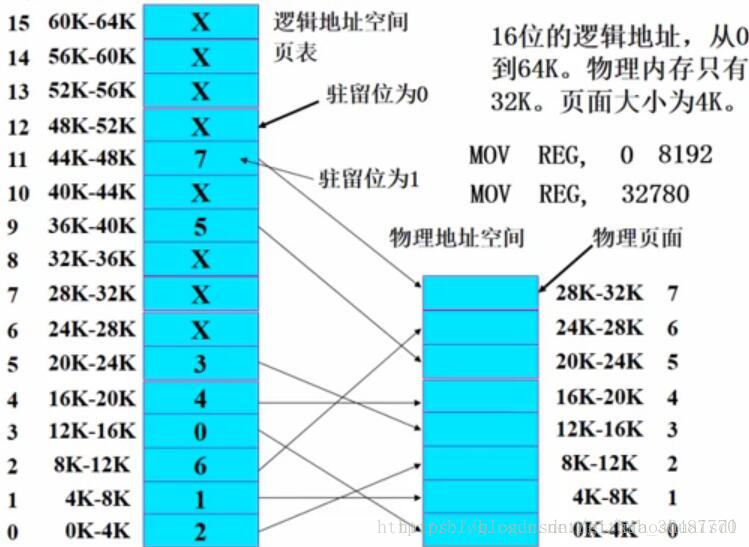 逻辑地址空间
页表
16位的逻辑地址，从0
到64K。物理内存只有
32K。页面大小为4K。
MOV REG, 0 8192
MOV REG, 32780
驻留位为0
驻留位为1
15 60K-64K X
14 56K-60K X
13 52K-56K X
12 48K-52K X
11 44K-48K 7
10 40K-44K X
9 36K-40K 5
8 32K-36K X
7 28K-32K X
6 24K-28K X
5 20K-24K 3
4 16K-20K 4
3 12K-16K 0
2 8K-12K 6
1 4K-8K 1
0 0K-4K 2
物理地址空间
物理页面
28K-32K 7
24K-28K 6
20K-24K 5
16K-20K 4
12K-16K 3
8K-12K 2
4K-8K 1
0K-4K 0